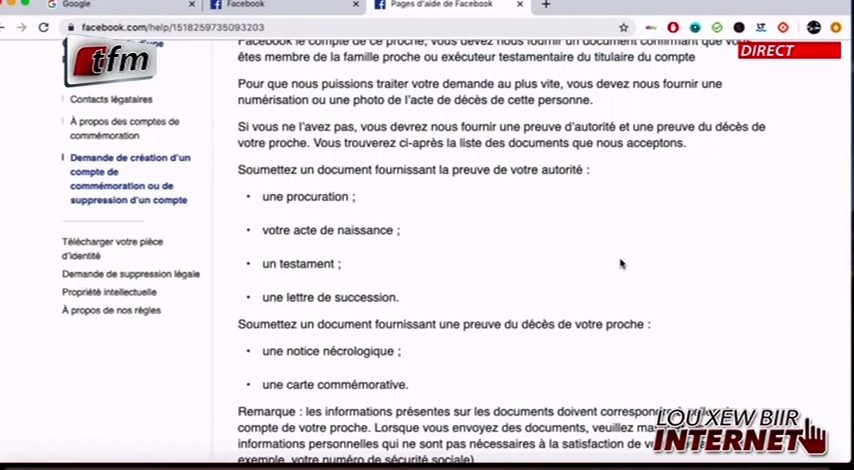 Google
Facebook
Pages d'aide de Facebook
facebook.com/help/1518259735093203
DIRECT
tfm
Contacts légataires
À propos des comptes de
commémoration
Demande de création d'un
compte de
commémoration ou de
suppression d'un compte
Télécharger votre pièce
d'identité
Demande de suppression légale
Propriété intellectuelle
À propos de nos règles
Facebook le compte de ce proche, vous devez nous fournir un document confirmant que
êtes membre de la famille proche ou exécuteur testamentaire du titulaire du compte
Pour que nous puissions traiter votre demande au plus vite, vous devez nous fournir une
numérisation ou une photo de l'acte de décès de cette personne.
Si vous ne l'avez pas, vous devrez nous fournir une preuve d'autorité et une preuve du décès de
votre proche. Vous trouverez ci-après la liste des documents que nous acceptons.
Soumettez un document fournissant la preuve de votre autorité :
• une procuration ;
• votre acte de naissance ;
• un testament ;
• une lettre de succession.
Soumettez un document fournissant une preuve du décès de votre proche :
• une notice nécrologique ;
• une carte commémorative.
Remarque : les informations présentes sur les documents doivent
compte de votre proche. Lorsque vous envoyez des documents, veuillez
informations personnelles qui ne sont pas nécessaires à la satisfaction de
exemple, votre numéro de sécurité sociale)
LOU XEW BIIR
INTERNET